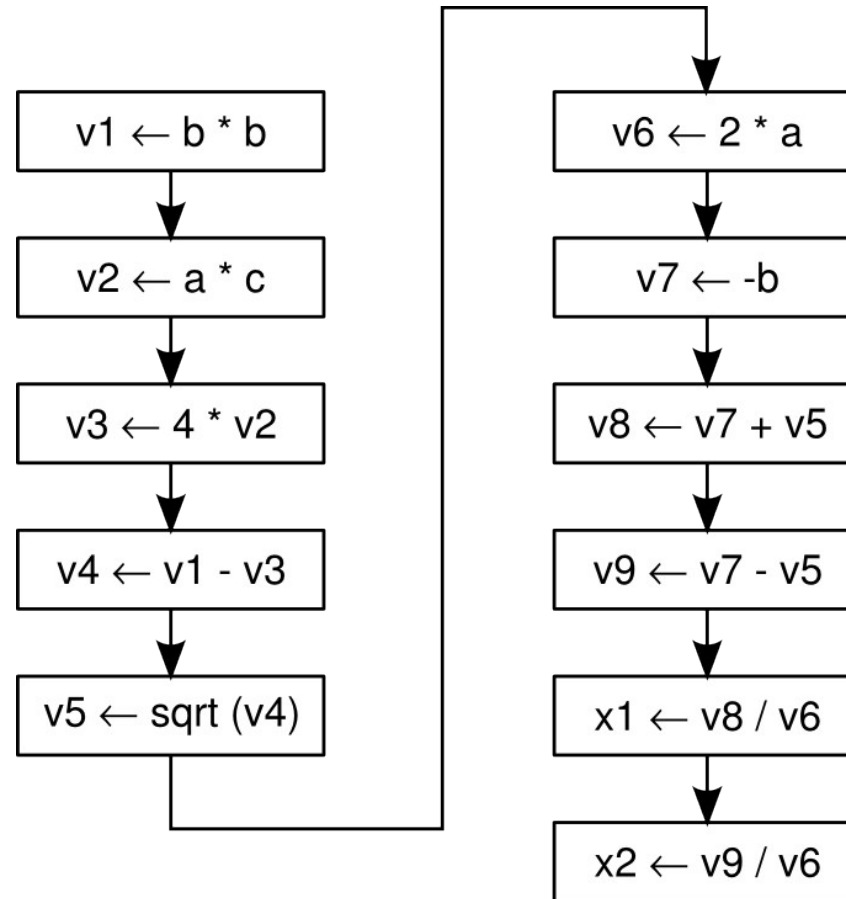 v1 ← b * b
v2 ← a * c
v3 ← 4 * v2
v4 ← v1 - v3
v5 ← sqrt (v4)
v6 ← 2 * a
v7 ← -b
v8 ← v7 + v5
v9 ← v7 - v5
x1 ← v8 / v6
x2 ← v9 / v6